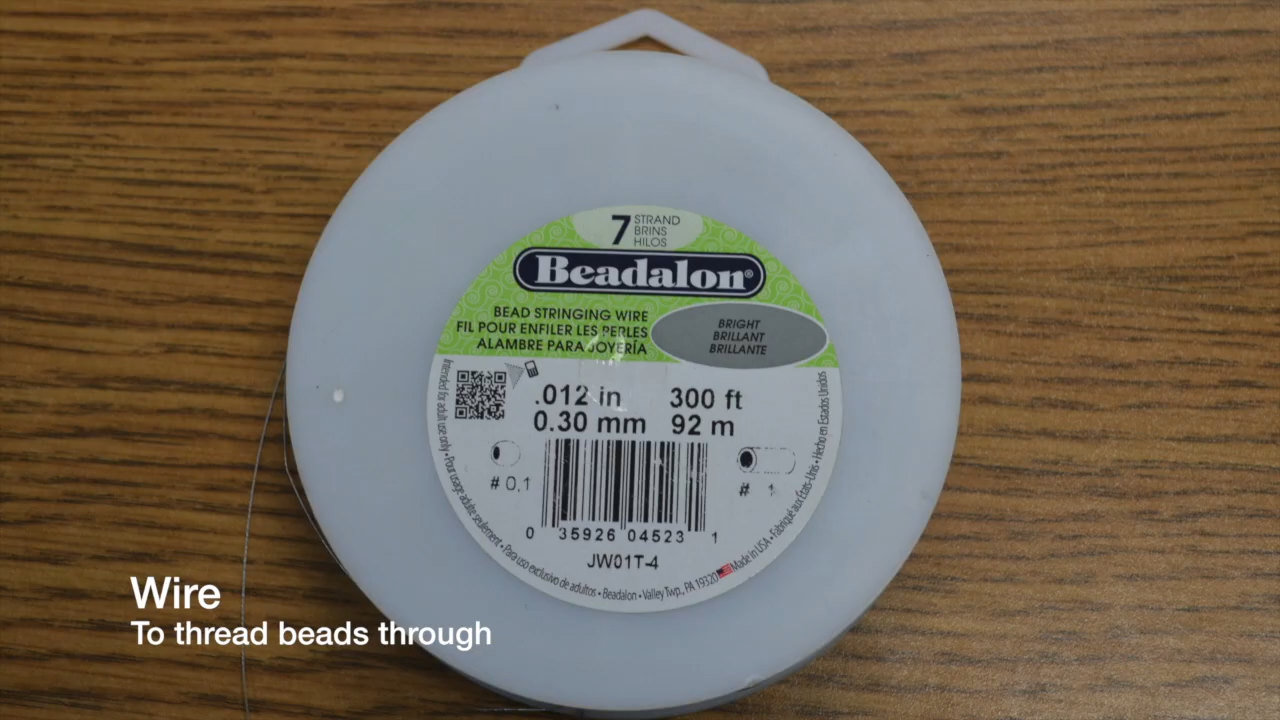 7 STRAND
BRINS
HILOS
Beadalon®
BEAD STRINGING WIRE
FIL POUR ENFILER LES PERLES
ALAMBRE PARA JOYERÍA
BRIGHT
BRILLANT
BRILLANTE
.012 in 300 ft
0.30 mm 92 m
# 0,1
# 1
0 35926 04523 1
JW01T-4
Intended for adult use only • Pour usage adulte seulement • Para uso exclusivo de adultos • Beadalon • Valley Twp., PA 19320 Made in USA • Fabriqué aux États-Unis • Hecho en Estados Unidos
Wire
To thread beads through